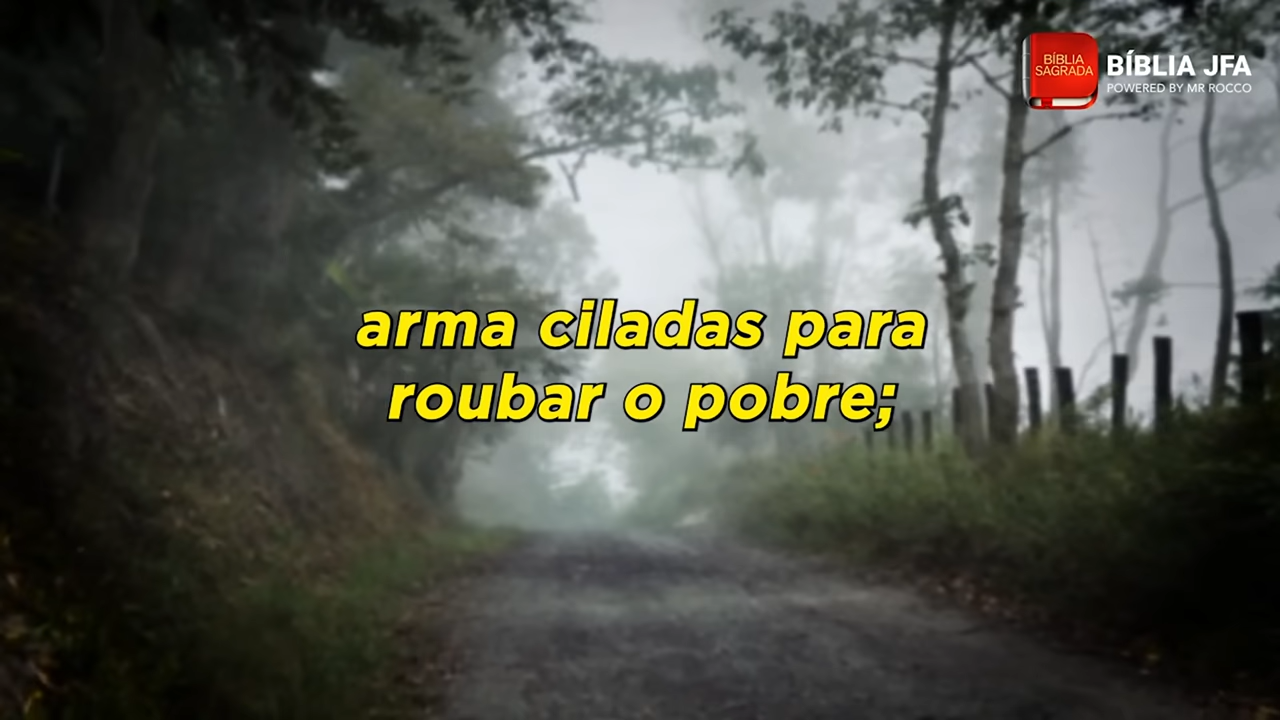 BÍBLIA
SAGRADA
BÍBLIA JFA
POWERED BY MR ROCCO
arma ciladas para
roubar o pobre;